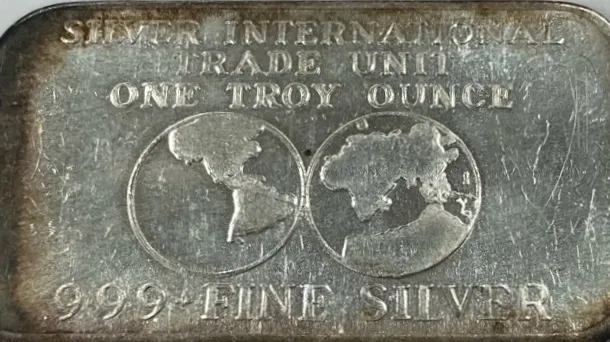 SILVER INTERNATIONAL
TRADE UNIT
ONE TROY OUNCE
999+ FINE SILVER